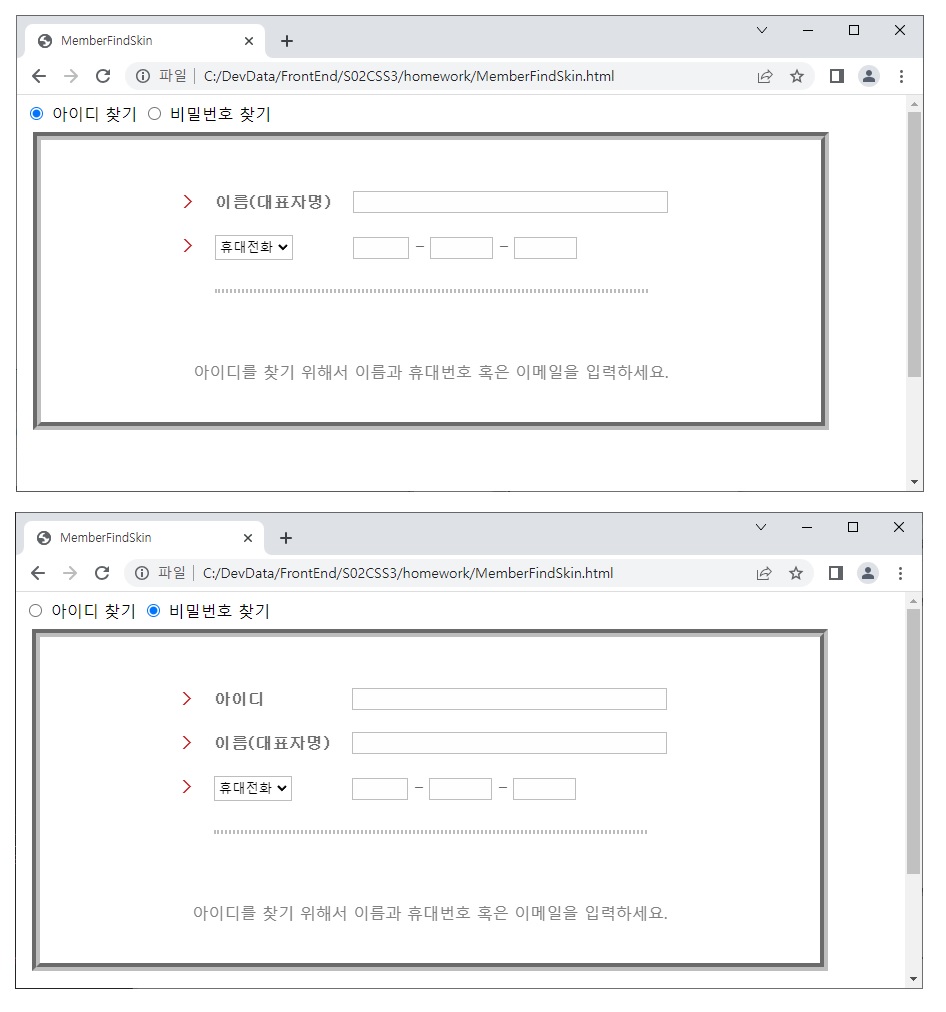 MemberFindSkin
파일 C:/DevData/FrontEnd/S02CSS3/homework/MemberFindSkin.html
아이디 찾기 비밀번호 찾기
이름(대표자명)
휴대전화 – –
아이디를 찾기 위해서 이름과 휴대번호 혹은 이메일을 입력하세요.
MemberFindSkin
파일 C:/DevData/FrontEnd/S02CSS3/homework/MemberFindSkin.html
아이디 찾기 비밀번호 찾기
아이디
이름(대표자명)
휴대전화 – –
아이디를 찾기 위해서 이름과 휴대번호 혹은 이메일을 입력하세요.